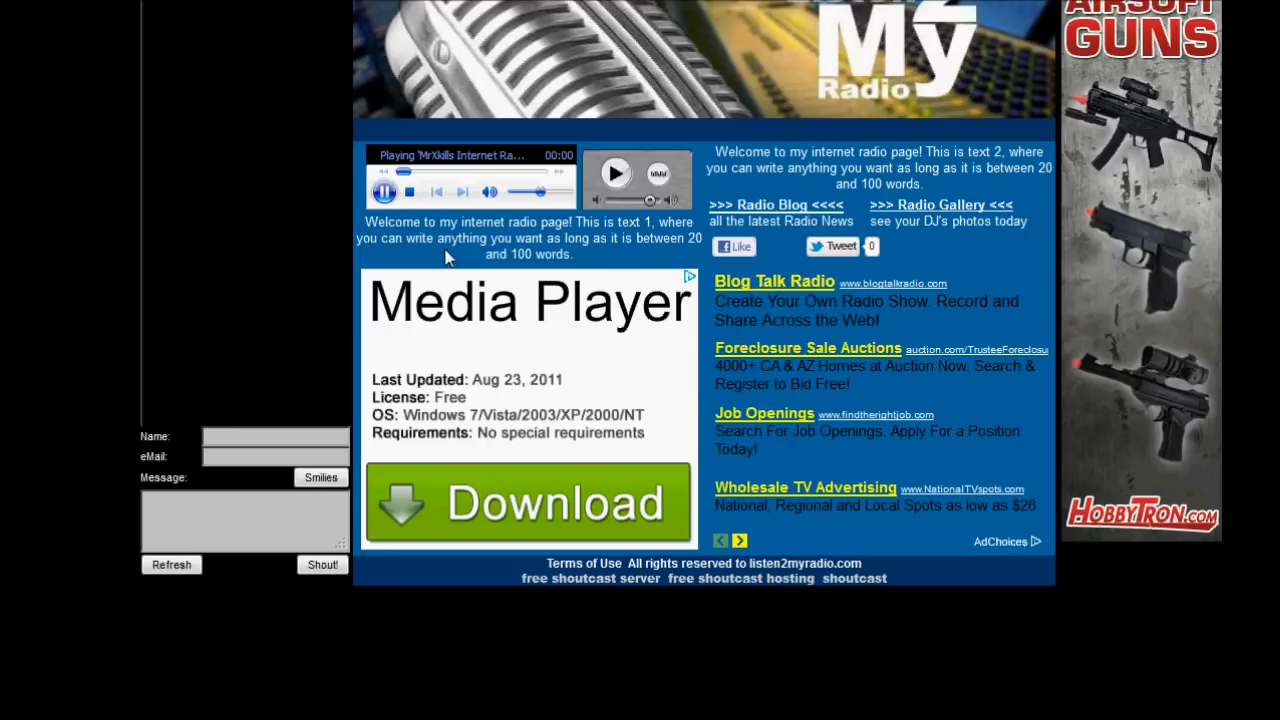 My
Radio
AIRSOFT
GUNS
Playing 'MrXkills Internet Ra... 00:00
Welcome to my internet radio page! This is text 1, where
you can write anything you want as long as it is between 20
and 100 words.
Welcome to my internet radio page! This is text 2, where
you can write anything you want as long as it is between 20
and 100 words.
>>> Radio Blog <<<< >>> Radio Gallery <<<
all the latest Radio News see your DJ's photos today
Like Tweet 0
Media Player
Last Updated: Aug 23, 2011
License: Free
OS: Windows 7/Vista/2003/XP/2000/NT
Requirements: No special requirements
Download
Blog Talk Radio www.blogtalkradio.com
Create Your Own Radio Show. Record and
Share Across the Web!
Foreclosure Sale Auctions auction.com/TrusteeForeclosu
4000+ CA & AZ Homes at Auction Now. Search &
Register to Bid Free!
Job Openings www.findtherightjob.com
Search For Job Openings. Apply For a Position
Today!
Wholesale TV Advertising www.NationalTVspots.com
National, Regional and Local Spots as low as $26
AdChoices
Name:
eMail:
Message: Smilies
Refresh Shout!
Terms of Use All rights reserved to listen2myradio.com
free shoutcast server free shoutcast hosting shoutcast
HOBBYTRON.COM